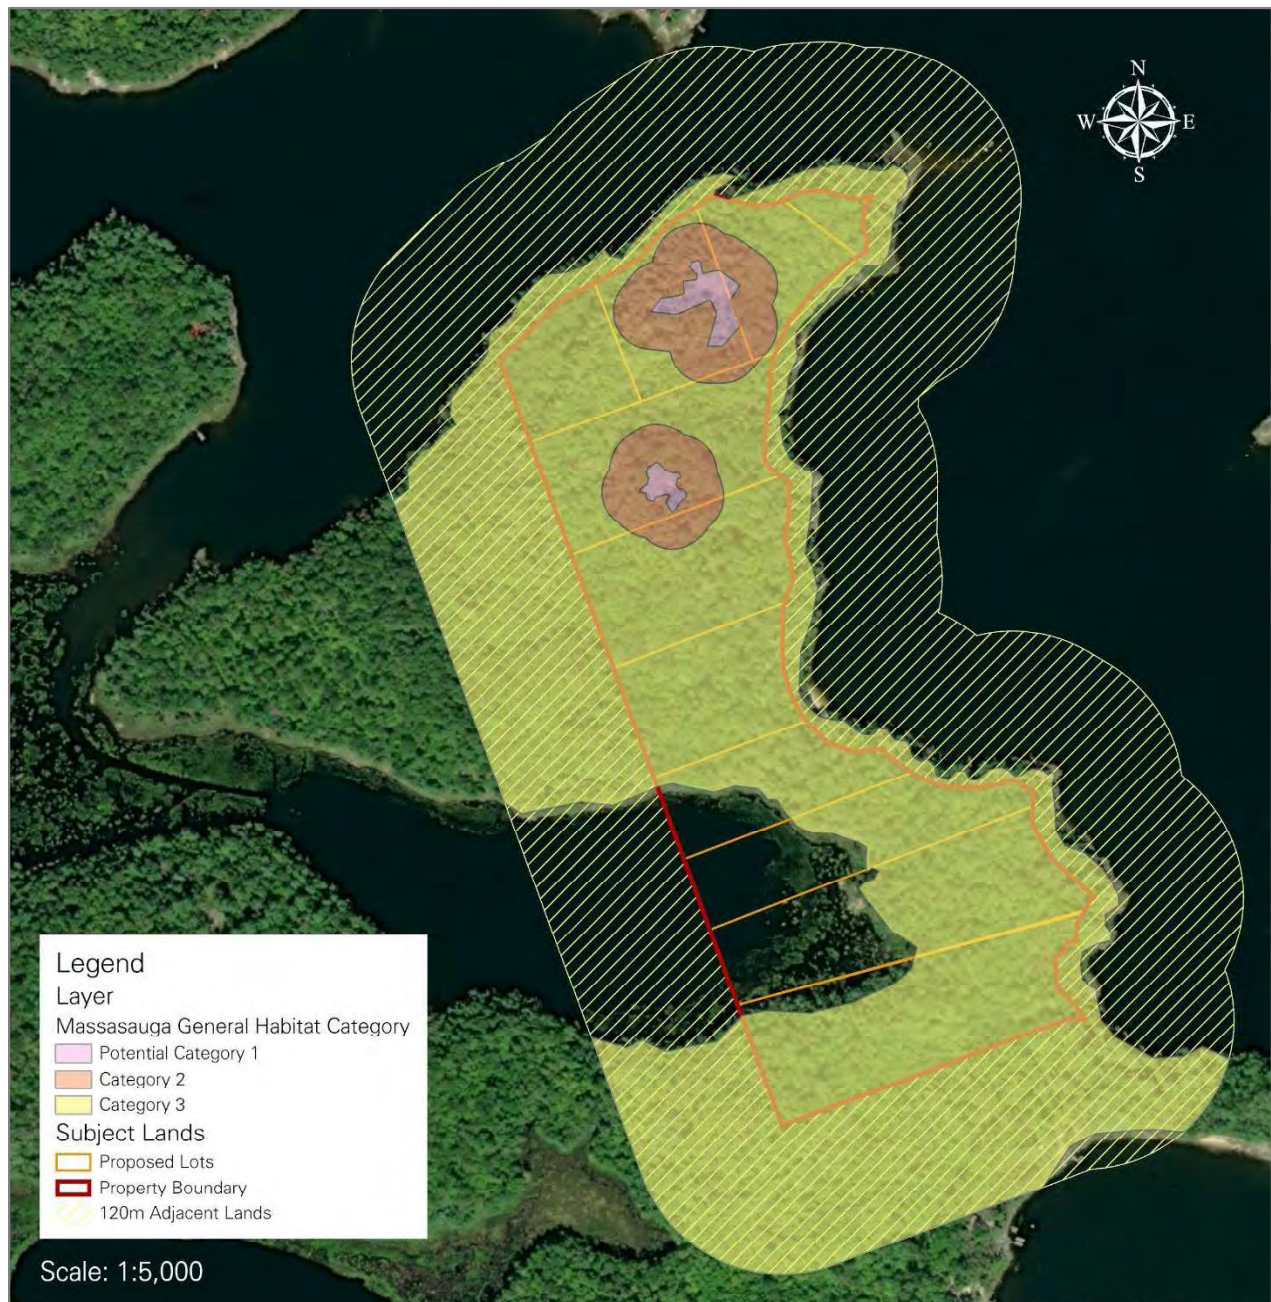 N
W E
S
Legend
Layer
Massasauga General Habitat Category
Potential Category 1
Category 2
Category 3
Subject Lands
Proposed Lots
Property Boundary
120m Adjacent Lands
Scale: 1:5,000